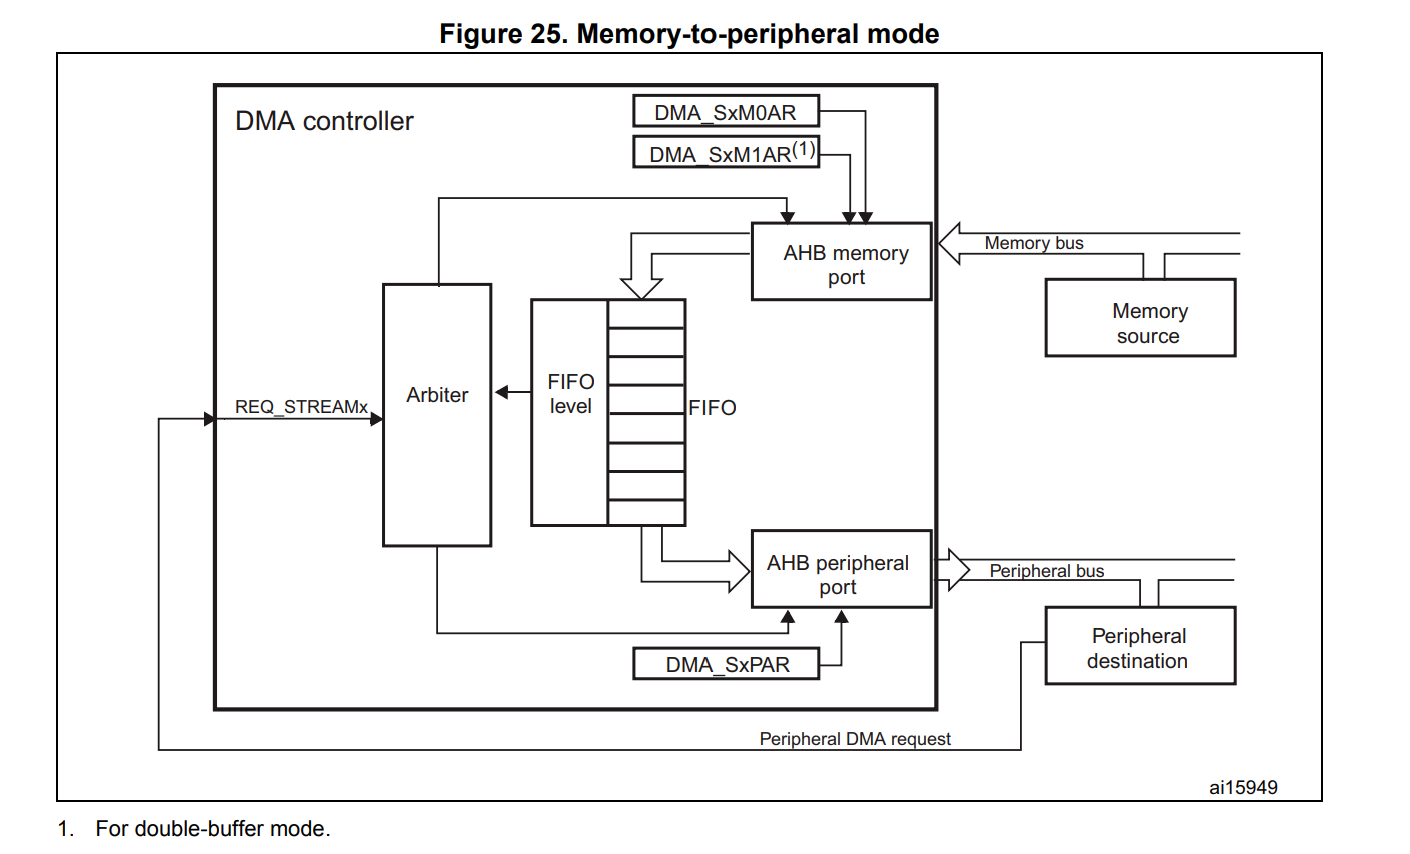 Figure 25. Memory-to-peripheral mode
DMA controller
DMA_SxM0AR
DMA_SxM1AR(1)
AHB memory
port
Memory bus
Memory
source
REQ_STREAMx
Arbiter
FIFO
level
FIFO
AHB peripheral
port
Peripheral bus
Peripheral
destination
DMA_SxPAR
Peripheral DMA request
ai15949
1. For double-buffer mode.